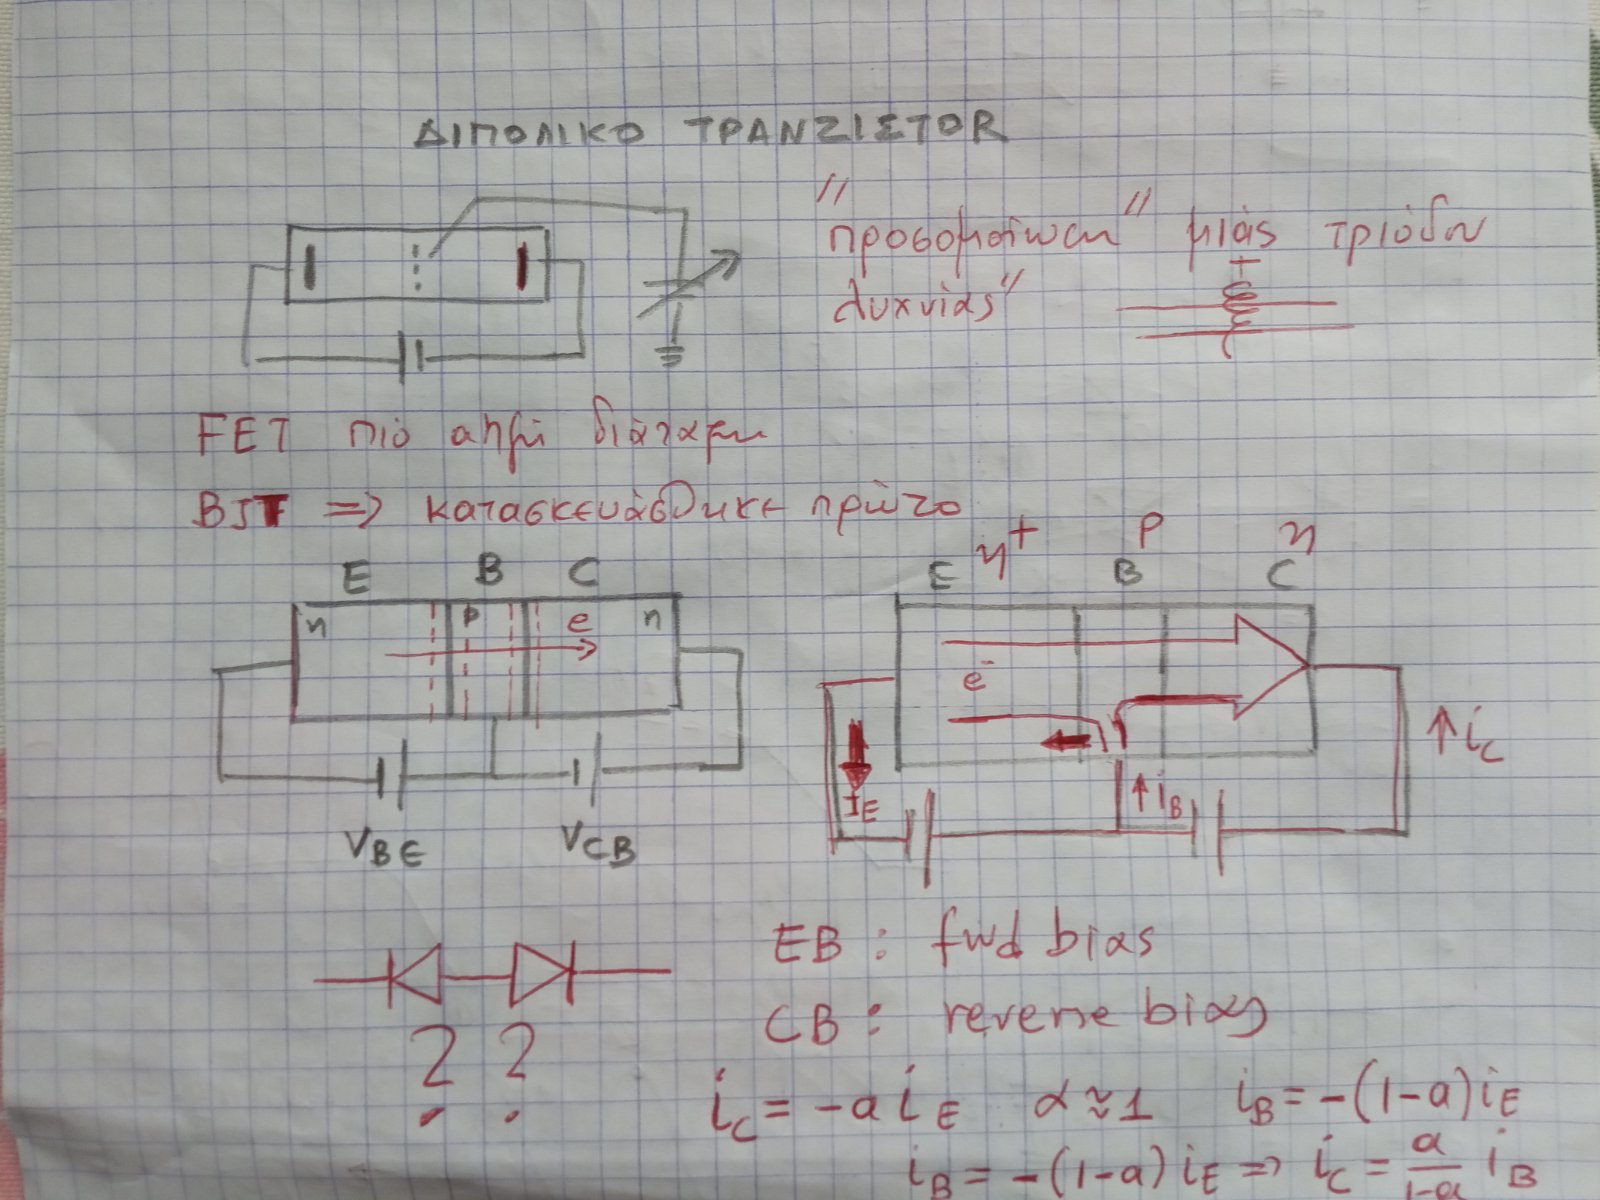 ΔΙΠΟΛΙΚΟ ΤΡΑΝΖΙΣΤΟR
"προσομοίωση" μιάς τριόδου
λυχνίας"
+
FET πιό απλή διάταξη
BJT => κατασκευάσθηκε πρώτο
E B C
n p e n
V_BE V_CB
E n⁺ B p C n
e⁻
I_E ↑ i_B ↑ i_C
EB : fwd bias
CB : reverse bias
? ?
i_C = -a i_E α ≈ 1 i_B = -(1-a) i_E
i_B = -(1-a) i_E => i_C = a/(1-a) i_B